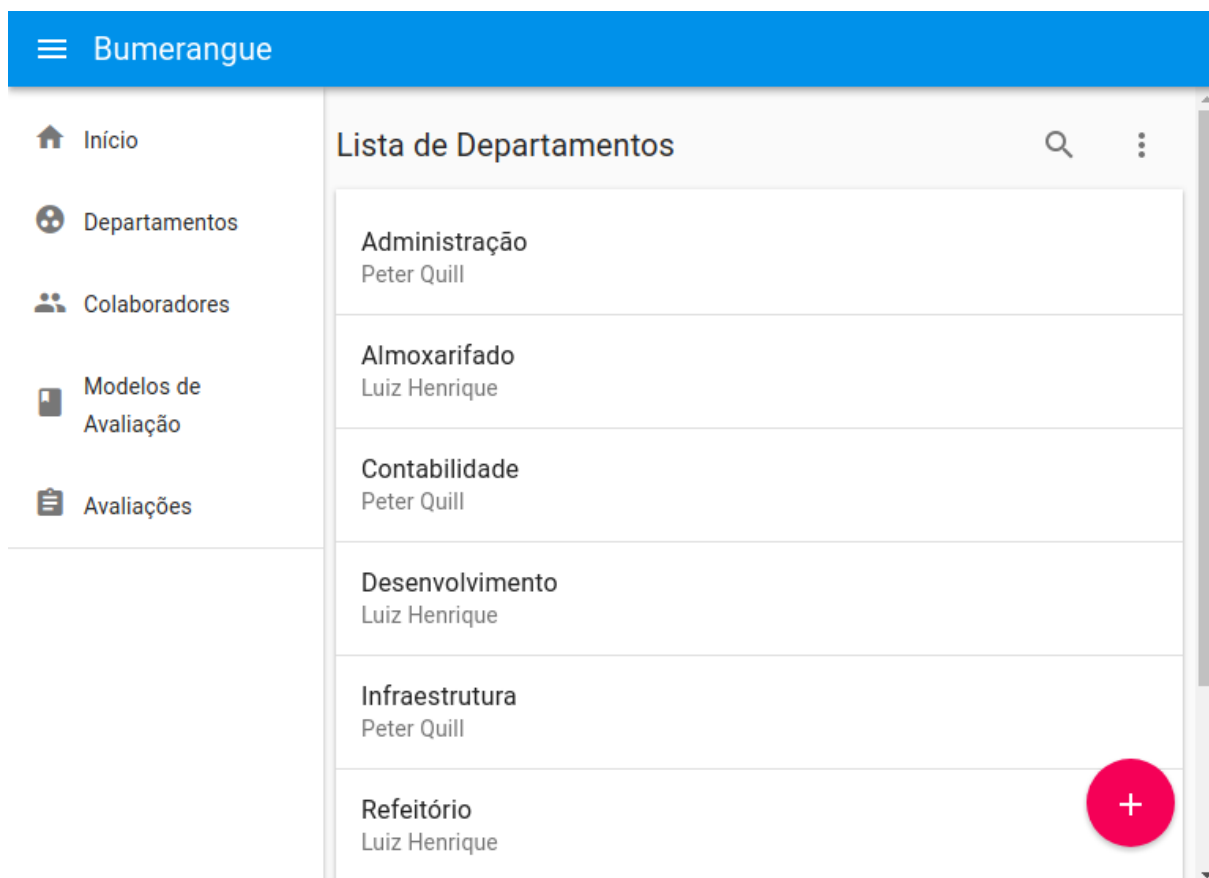 Bumerangue
Início
Departamentos
Colaboradores
Modelos de
Avaliação
Avaliações
Lista de Departamentos
Administração
Peter Quill
Almoxarifado
Luiz Henrique
Contabilidade
Peter Quill
Desenvolvimento
Luiz Henrique
Infraestrutura
Peter Quill
Refeitório
Luiz Henrique